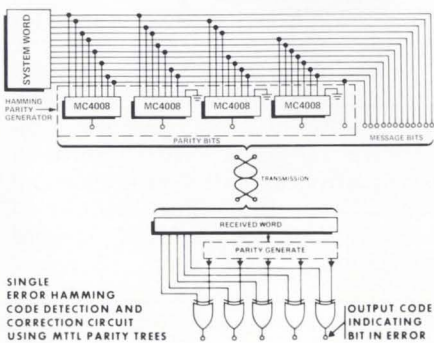 SYSTEM WORD
MC4008 MC4008 MC4008 MC4008
HAMMING
PARITY
GENERATOR
PARITY BITS
MESSAGE BITS
TRANSMISSION
RECEIVED WORD
PARITY GENERATE
SINGLE
ERROR HAMMING
CODE DETECTION AND
CORRECTION CIRCUIT
USING MTTL PARITY TREES
OUTPUT CODE
INDICATING
BIT IN ERROR